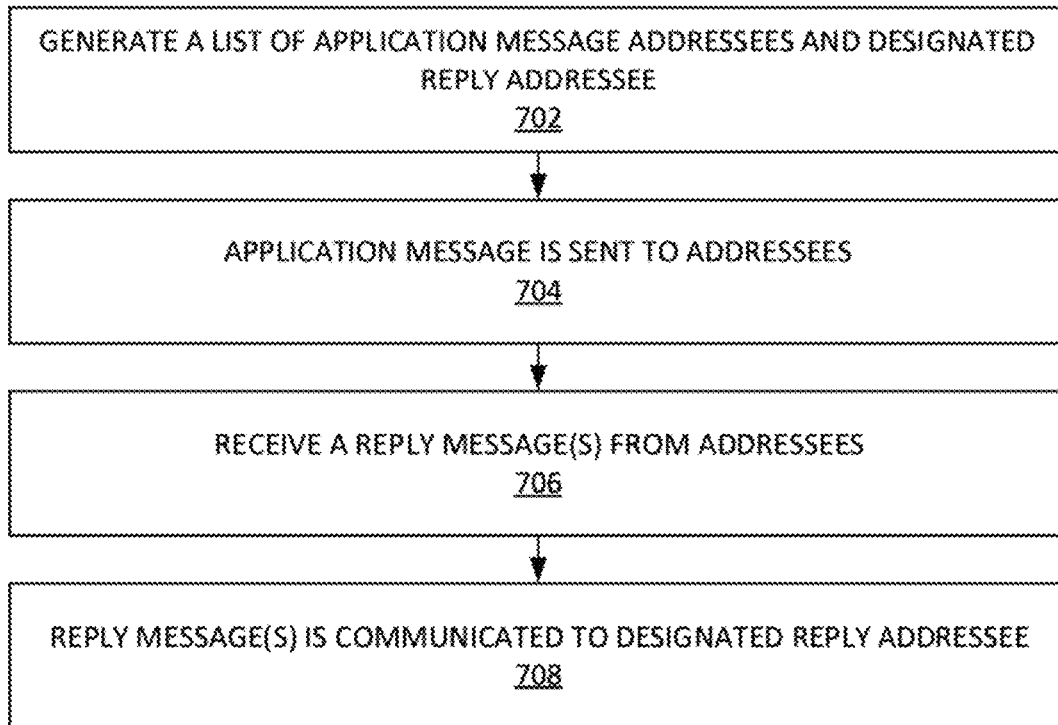 GENERATE A LIST OF APPLICATION MESSAGE ADDRESSEES AND DESIGNATED
REPLY ADDRESSEE
702
APPLICATION MESSAGE IS SENT TO ADDRESSEES
704
RECEIVE A REPLY MESSAGE(S) FROM ADDRESSEES
706
REPLY MESSAGE(S) IS COMMUNICATED TO DESIGNATED REPLY ADDRESSEE
708